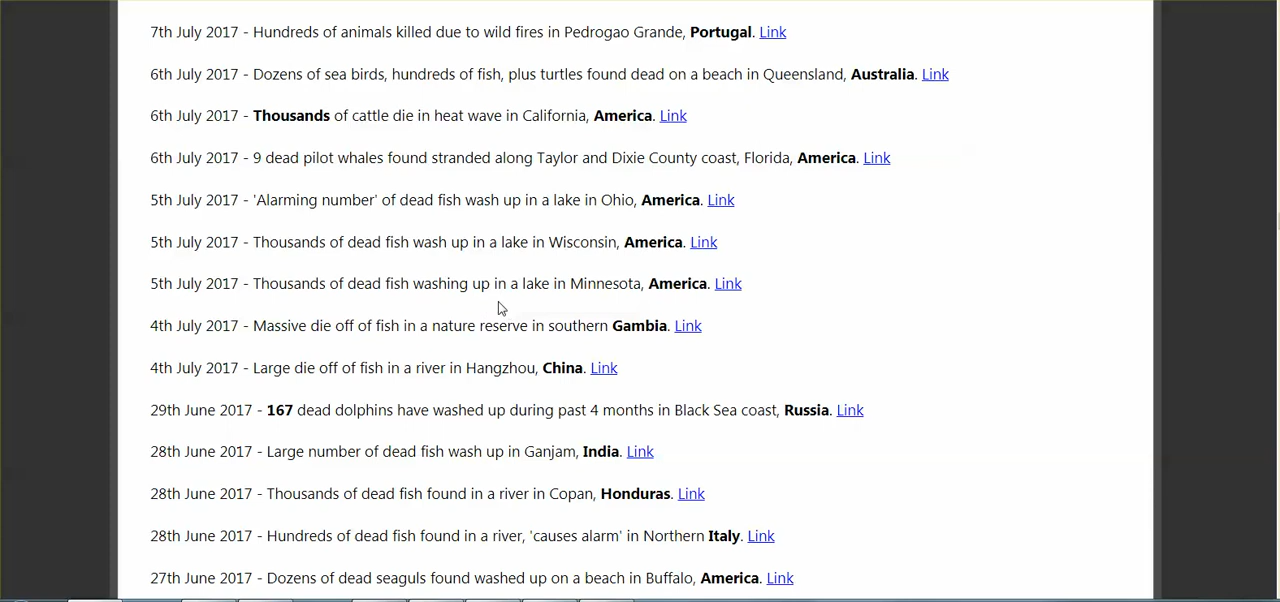 7th July 2017 - Hundreds of animals killed due to wild fires in Pedrogao Grande, Portugal. Link
6th July 2017 - Dozens of sea birds, hundreds of fish, plus turtles found dead on a beach in Queensland, Australia. Link
6th July 2017 - Thousands of cattle die in heat wave in California, America. Link
6th July 2017 - 9 dead pilot whales found stranded along Taylor and Dixie County coast, Florida, America. Link
5th July 2017 - 'Alarming number' of dead fish wash up in a lake in Ohio, America. Link
5th July 2017 - Thousands of dead fish wash up in a lake in Wisconsin, America. Link
5th July 2017 - Thousands of dead fish washing up in a lake in Minnesota, America. Link
4th July 2017 - Massive die off of fish in a nature reserve in southern Gambia. Link
4th July 2017 - Large die off of fish in a river in Hangzhou, China. Link
29th June 2017 - 167 dead dolphins have washed up during past 4 months in Black Sea coast, Russia. Link
28th June 2017 - Large number of dead fish wash up in Ganjam, India. Link
28th June 2017 - Thousands of dead fish found in a river in Copan, Honduras. Link
28th June 2017 - Hundreds of dead fish found in a river, 'causes alarm' in Northern Italy. Link
27th June 2017 - Dozens of dead seaguls found washed up on a beach in Buffalo, America. Link